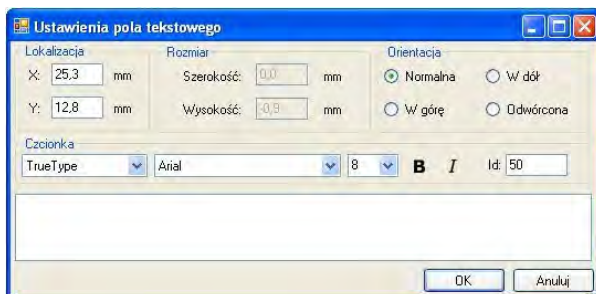 Ustawienia pola tekstowego
Lokalizacja Rozmiar Orientacja
X: 25,3 mm Szerokość: 0,0 mm Normalna W dół
Y: 12,8 mm Wysokość: -0,9 mm W górę Odwórcona
Czcionka
TrueType Arial 8 B I Id: 50
OK Anuluj